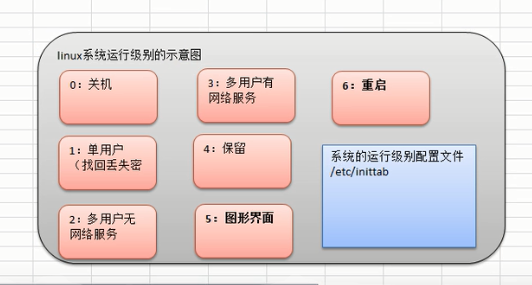 linux系统运行级别的示意图
0：关机
1：单用户
（找回丢失密
2：多用户无
网络服务
3：多用户有
网络服务
4：保留
5：图形界面
6：重启
系统的运行级别配置文件
/etc/inittab